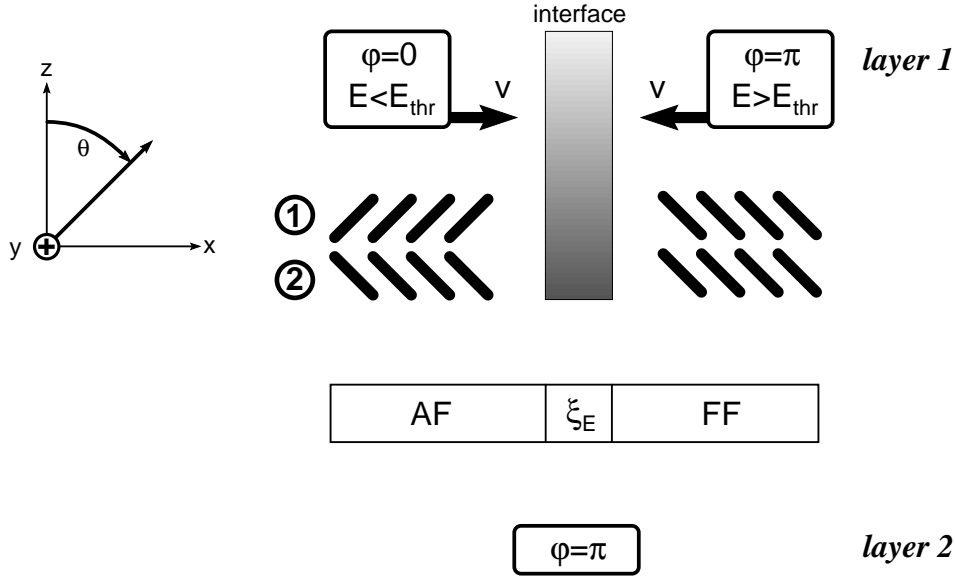 interface
φ=0
E<E_thr
v
v
φ=π
E>E_thr
layer 1
z
θ
y
x
1
2
AF
ξ_E
FF
φ=π
layer 2